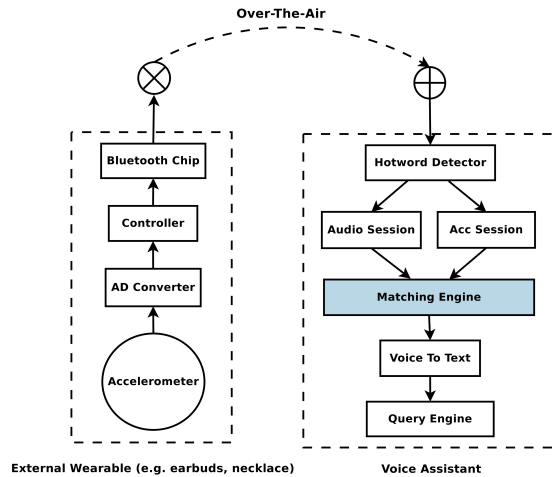 Over-The-Air
Bluetooth Chip
Controller
AD Converter
Accelerometer
External Wearable (e.g. earbuds, necklace)
Hotword Detector
Audio Session
Acc Session
Matching Engine
Voice To Text
Query Engine
Voice Assistant